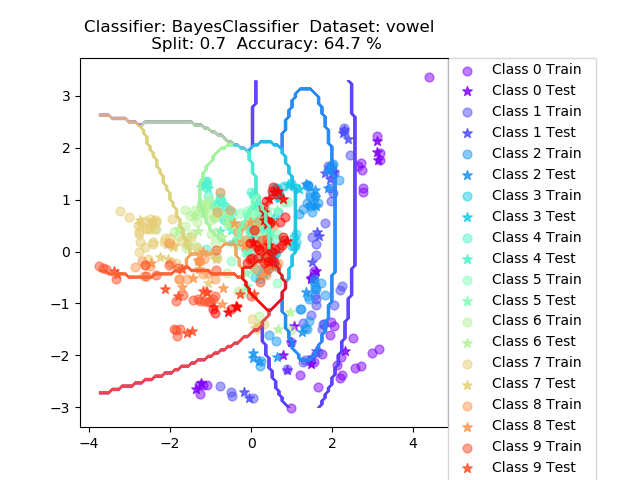 Classifier: BayesClassifier  Dataset: vowel
Split: 0.7  Accuracy: 64.7 %
3
2
1
0
−1
−2
−3
−4
−2
0
2
4
Class 0 Train
Class 0 Test
Class 1 Train
Class 1 Test
Class 2 Train
Class 2 Test
Class 3 Train
Class 3 Test
Class 4 Train
Class 4 Test
Class 5 Train
Class 5 Test
Class 6 Train
Class 6 Test
Class 7 Train
Class 7 Test
Class 8 Train
Class 8 Test
Class 9 Train
Class 9 Test